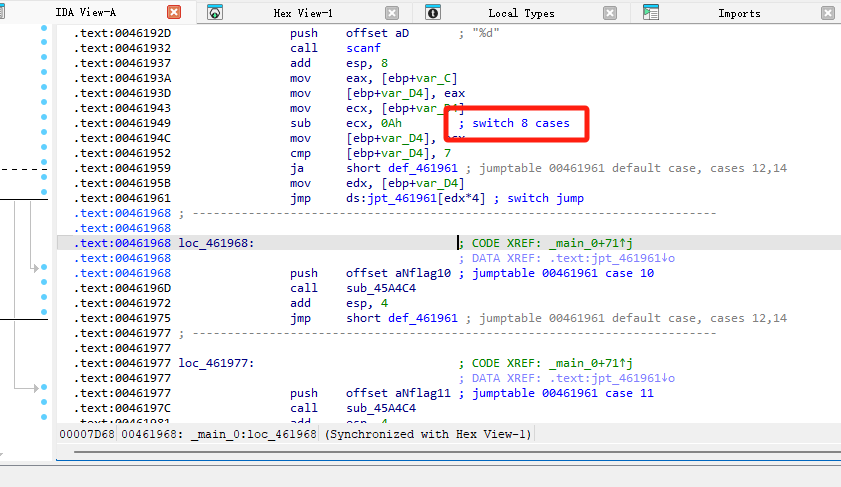 IDA View-A Hex View-1 Local Types Imports
.text:0046192D push offset aD ; "%d"
.text:00461932 call scanf
.text:00461937 add esp, 8
.text:0046193A mov eax, [ebp+var_C]
.text:0046193D mov [ebp+var_D4], eax
.text:00461943 mov ecx, [ebp+var_D4]
.text:00461949 sub ecx, 0Ah ; switch 8 cases
.text:0046194C mov [ebp+var_D4], ecx
.text:00461952 cmp [ebp+var_D4], 7
.text:00461959 ja short def_461961 ; jumptable 00461961 default case, cases 12,14
.text:0046195B mov edx, [ebp+var_D4]
.text:00461961 jmp ds:jpt_461961[edx*4] ; switch jump
.text:00461968 ; ---------------------------------------------------------------------------
.text:00461968
.text:00461968 loc_461968: ; CODE XREF: _main_0+71↑j
.text:00461968 ; DATA XREF: .text:jpt_461961↓o
.text:00461968 push offset aNflag10 ; jumptable 00461961 case 10
.text:0046196D call sub_45A4C4
.text:00461972 add esp, 4
.text:00461975 jmp short def_461961 ; jumptable 00461961 default case, cases 12,14
.text:00461977 ; ---------------------------------------------------------------------------
.text:00461977
.text:00461977 loc_461977: ; CODE XREF: _main_0+71↑j
.text:00461977 ; DATA XREF: .text:jpt_461961↓o
.text:00461977 push offset aNflag11 ; jumptable 00461961 case 11
.text:0046197C call sub_45A4C4
.text:00461981 add esp, 4
00007D68 00461968: _main_0:loc_461968 (Synchronized with Hex View-1)